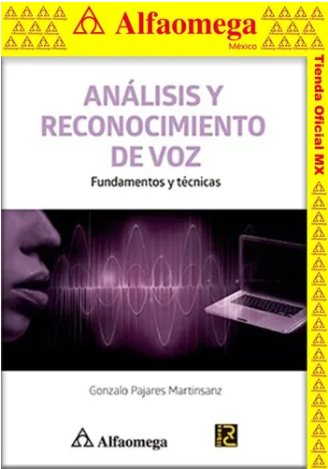 Alfaomega
México
Tienda Oficial MX
ANÁLISIS Y
RECONOCIMIENTO
DE VOZ
Fundamentos y técnicas
Gonzalo Pajares Martinsanz
Alfaomega